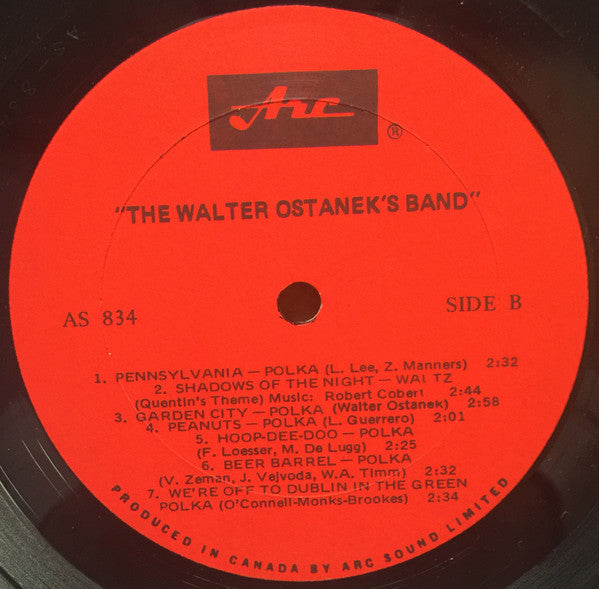 Arc
®
"THE WALTER OSTANEK'S BAND"
AS 834
SIDE B
1. PENNSYLVANIA — POLKA (L. Lee, Z. Manners) 2:32
2. SHADOWS OF THE NIGHT — WALTZ
(Quentin's Theme) Music: Robert Cobert 2:44
3. GARDEN CITY — POLKA (Walter Ostanek) 2:58
4. PEANUTS — POLKA (L. Guerrero) 2:01
5. HOOP-DEE-DOO — POLKA
(F. Loesser, M. De Lugg) 2:25
6. BEER BARREL — POLKA
(V. Zeman, J. Vejvoda, W.A. Timm) 2:32
7. WE'RE OFF TO DUBLIN IN THE GREEN
POLKA (O'Connell-Monks-Brookes) 2:34
PRODUCED IN CANADA BY ARC SOUND LIMITED